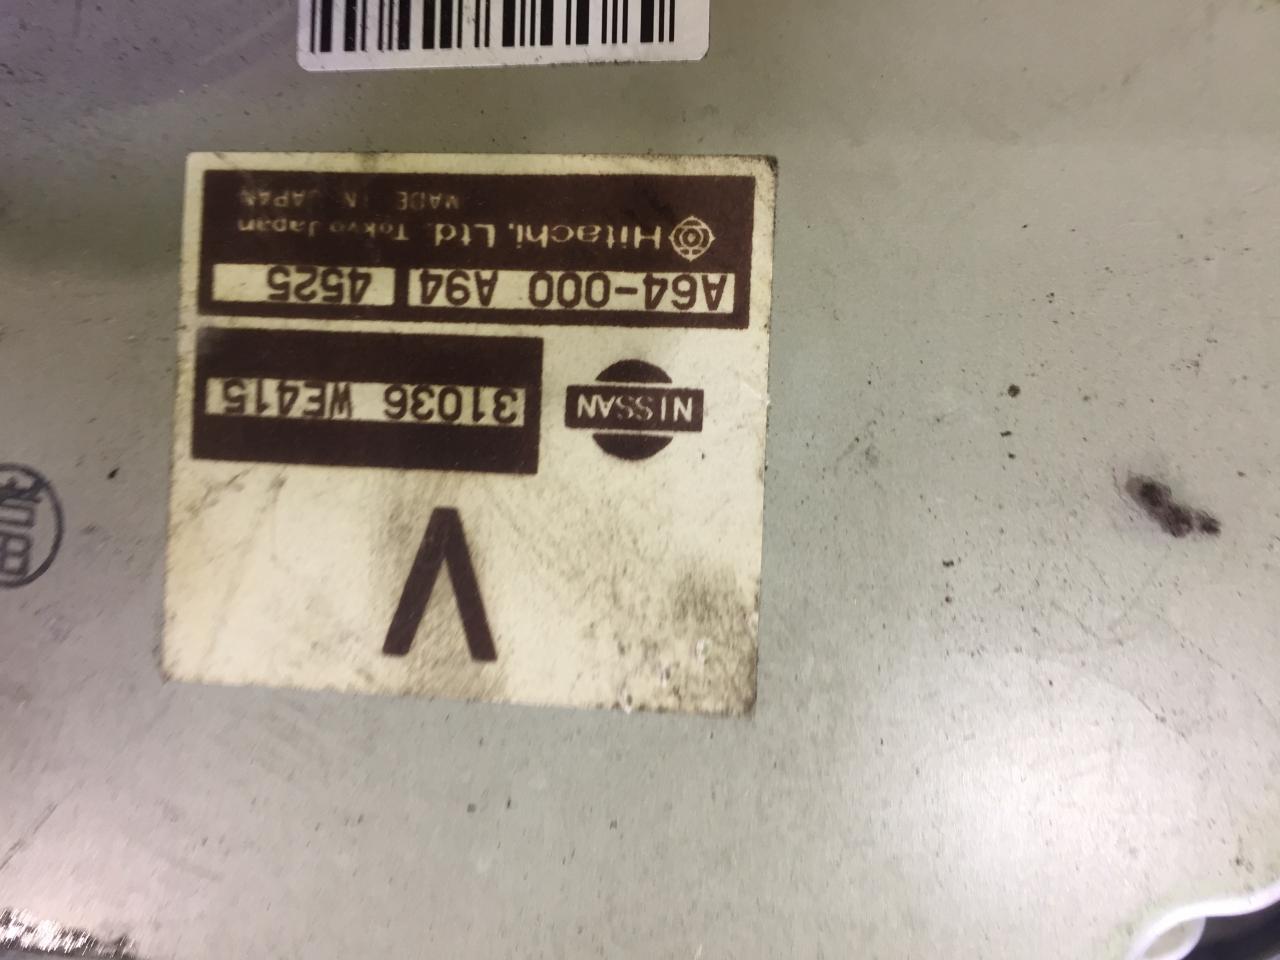 V
NISSAN
31036 WE415
A64-000 A94 4525
Hitachi, Ltd. Tokyo Japan
MADE IN JAPAN